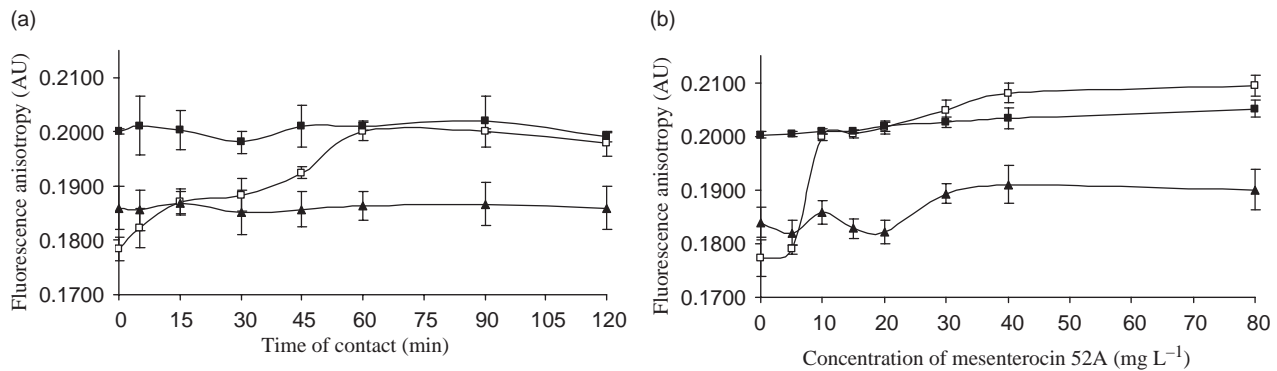 (a)
Fluorescence anisotropy (AU)
0.2100
0.2000
0.1900
0.1800
0.1700
0 15 30 45 60 75 90 105 120
Time of contact (min)
(b)
Fluorescence anisotropy (AU)
0.2100
0.2000
0.1900
0.1800
0.1700
0 10 20 30 40 50 60 70 80
Concentration of mesenterocin 52A (mg L⁻¹)